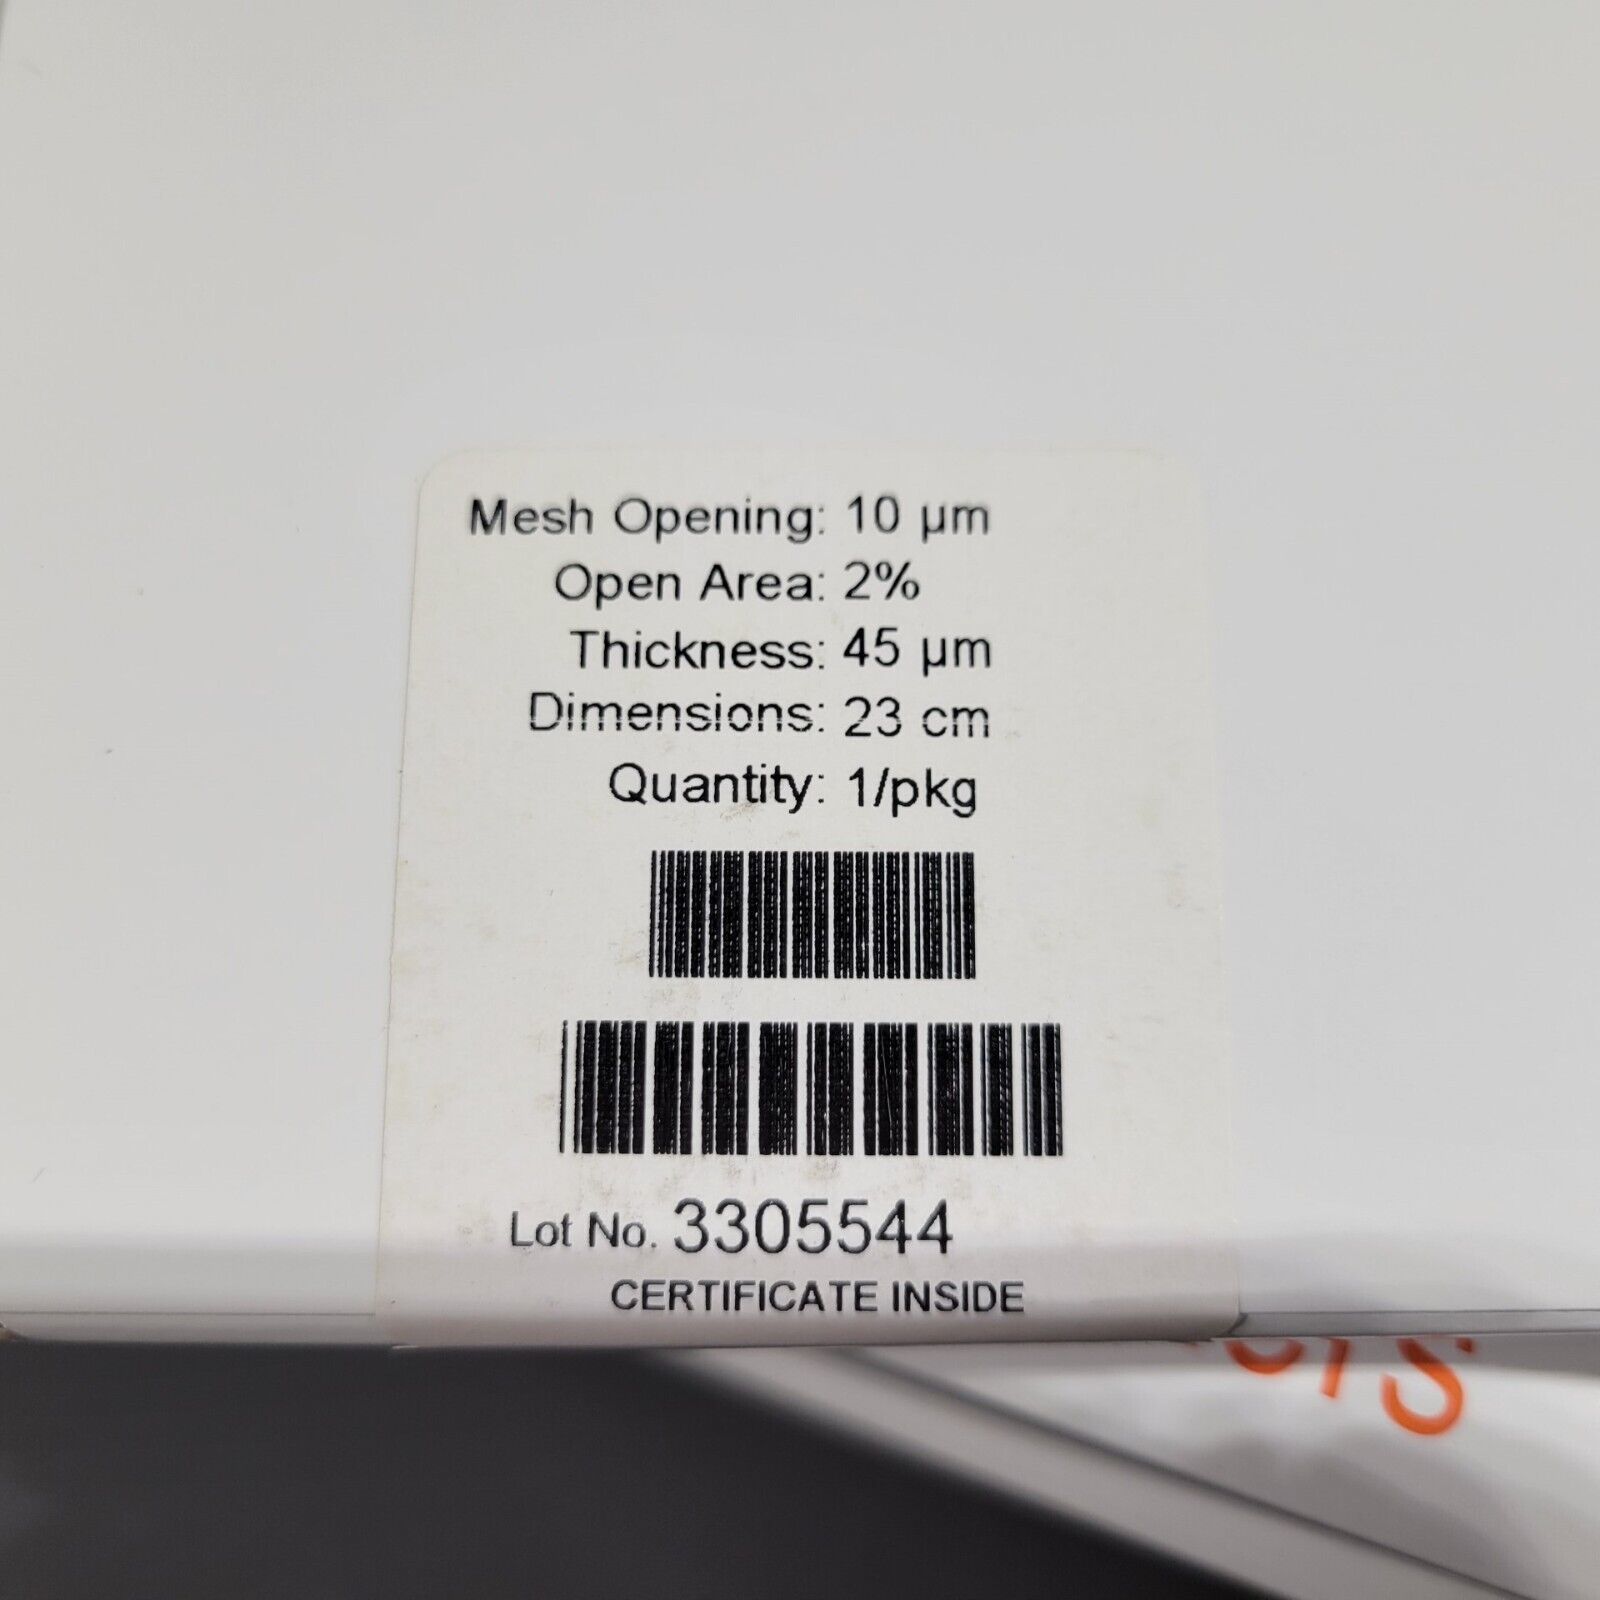 Mesh Opening: 10 µm
Open Area: 2%
Thickness: 45 µm
Dimensions: 23 cm
Quantity: 1/pkg
Lot No. 3305544
CERTIFICATE INSIDE